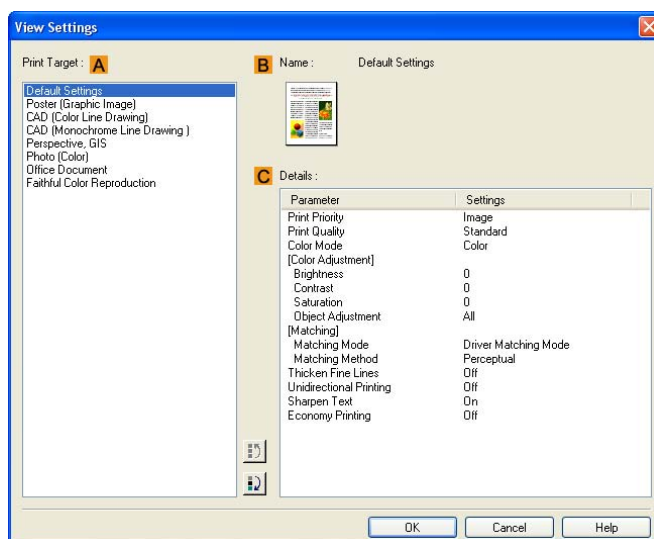 View Settings
Print Target : A
Default Settings
Poster (Graphic Image)
CAD (Color Line Drawing)
CAD (Monochrome Line Drawing )
Perspective, GIS
Photo (Color)
Office Document
Faithful Color Reproduction
B Name : Default Settings
C Details :
Parameter Settings
Print Priority Image
Print Quality Standard
Color Mode Color
[Color Adjustment]
Brightness 0
Contrast 0
Saturation 0
Object Adjustment All
[Matching]
Matching Mode Driver Matching Mode
Matching Method Perceptual
Thicken Fine Lines Off
Unidirectional Printing Off
Sharpen Text On
Economy Printing Off
OK Cancel Help